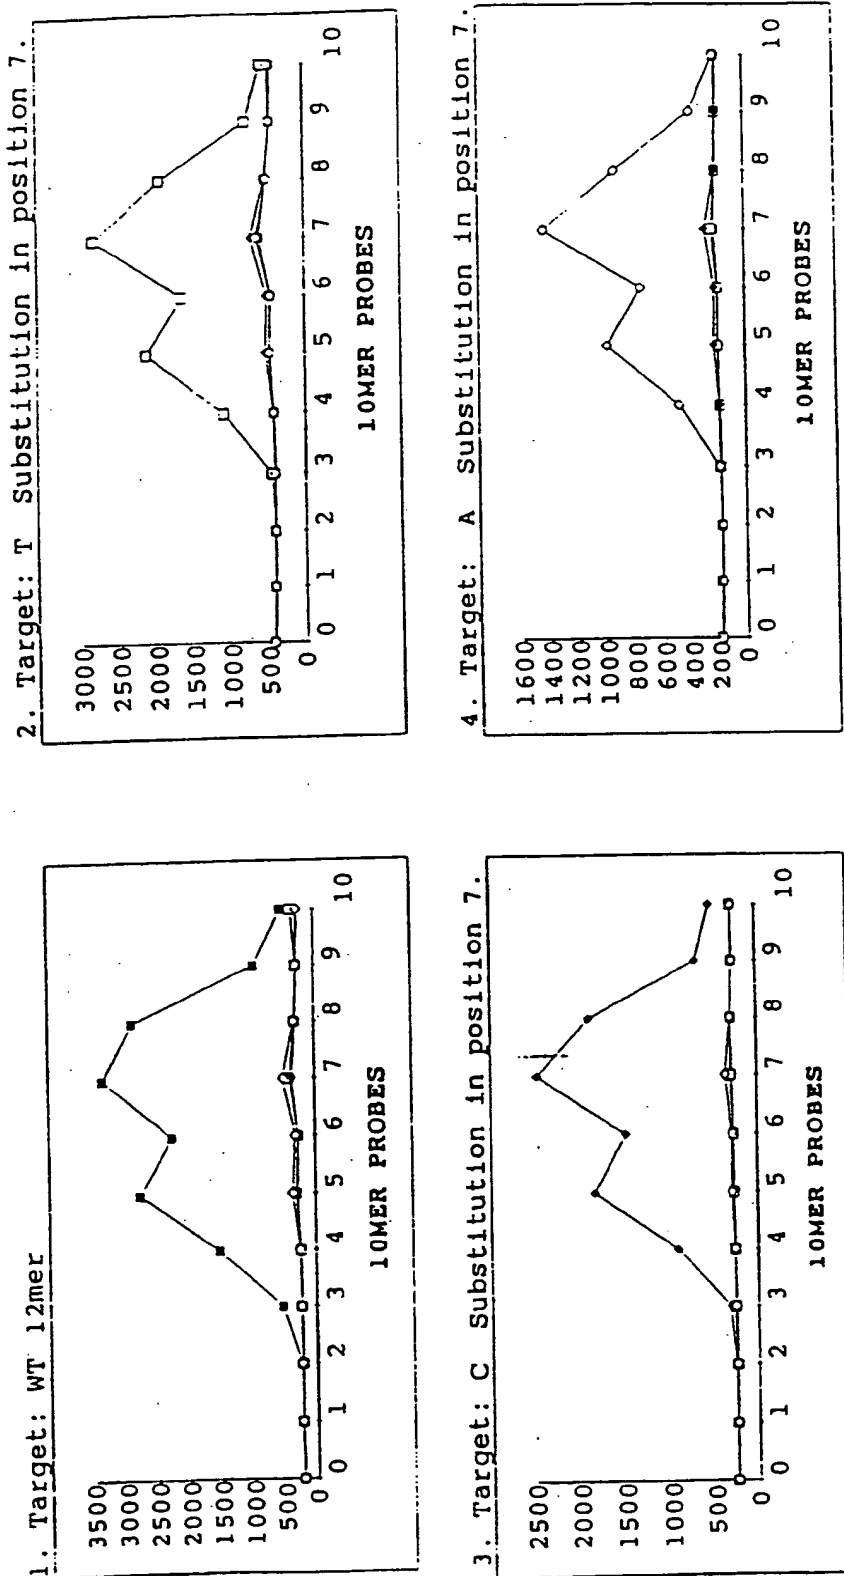 1. Target: WT 12mer
3500
3000
2500
2000
1500
1000
500
0
0 1 2 3 4 5 6 7 8 9 10
10MER PROBES
2. Target: T Substitution in position 7.
3000
2500
2000
1500
1000
500
0
0 1 2 3 4 5 6 7 8 9 10
10MER PROBES
3. Target: C Substitution in position 7.
2500
2000
1500
1000
500
0
0 1 2 3 4 5 6 7 8 9 10
10MER PROBES
4. Target: A Substitution in position 7.
1600
1400
1200
1000
800
600
400
200
0
0 1 2 3 4 5 6 7 8 9 10
10MER PROBES